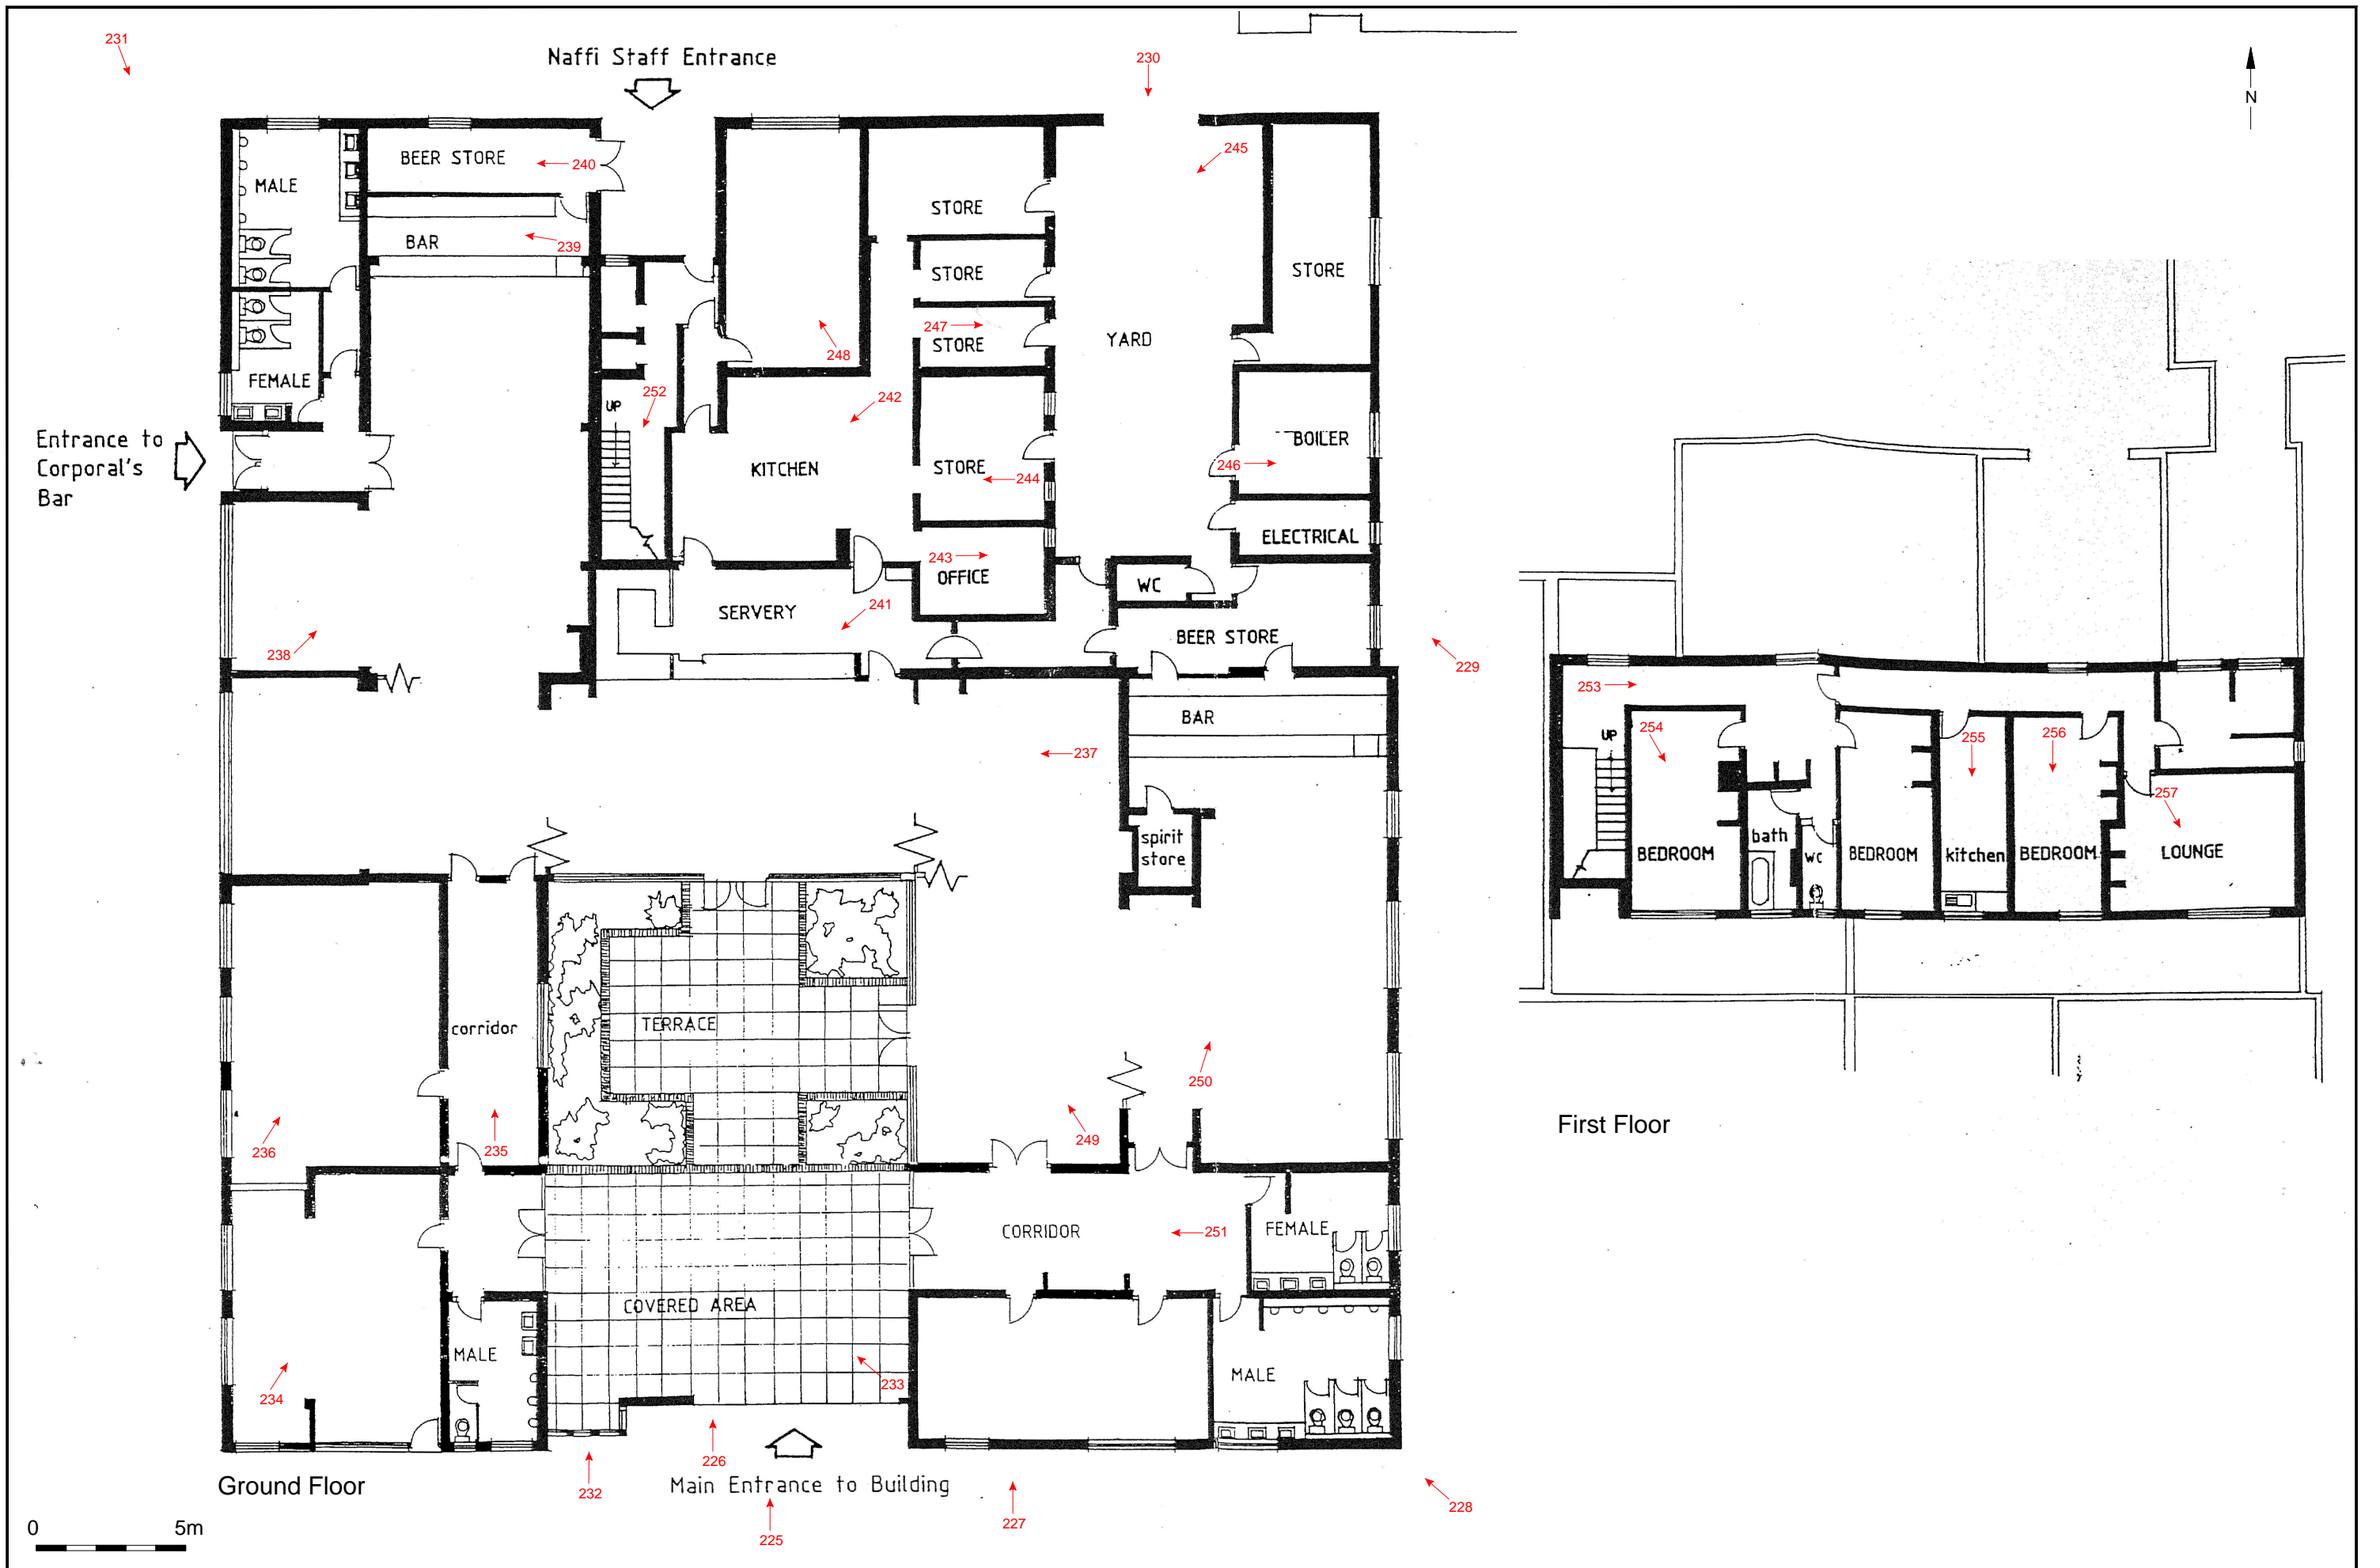 231
Naffi Staff Entrance
230
N
BEER STORE
240
245
MALE
STORE
BAR
239
STORE
STORE
247
STORE
248
YARD
FEMALE
252
242
UP
Entrance to
Corporal's
Bar
KITCHEN
STORE
244
246
BOILER
ELECTRICAL
243
OFFICE
WC
SERVERY
241
BEER STORE
238
229
237
BAR
spirit
store
253
254
UP
255
256
257
BEDROOM
bath
WC
BEDROOM
kitchen
BEDROOM
LOUNGE
corridor
TERRACE
250
249
236
235
First Floor
CORRIDOR
251
FEMALE
COVERED AREA
MALE
233
234
MALE
226
Ground Floor
232
Main Entrance to Building
225
227
228
0
5m